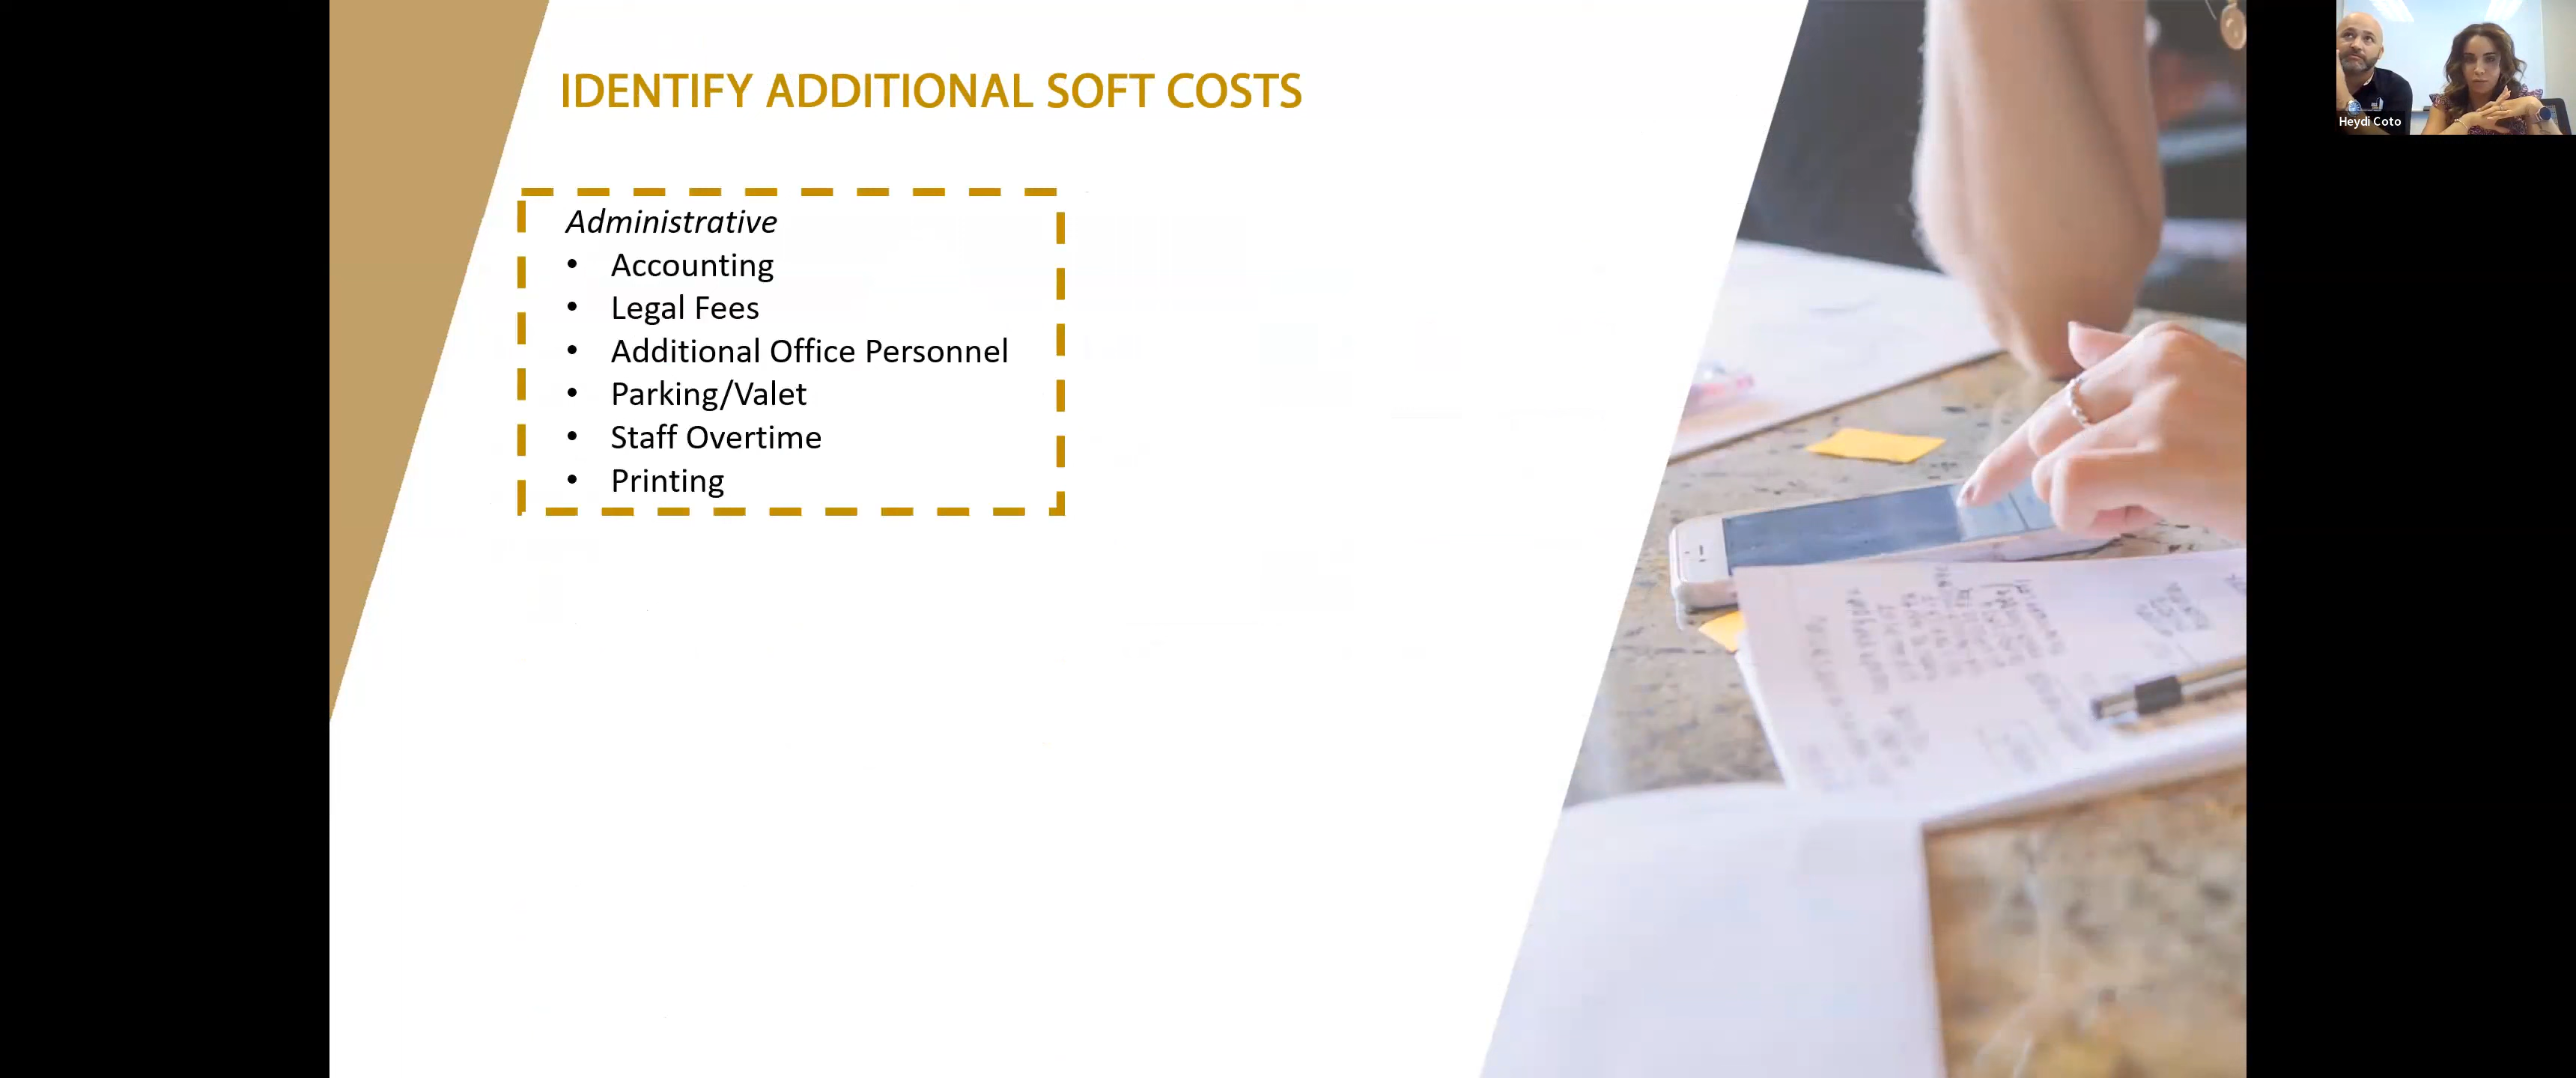 IDENTIFY ADDITIONAL SOFT COSTS
Administrative
• Accounting
• Legal Fees
• Additional Office Personnel
• Parking/Valet
• Staff Overtime
• Printing
Heydi Coto